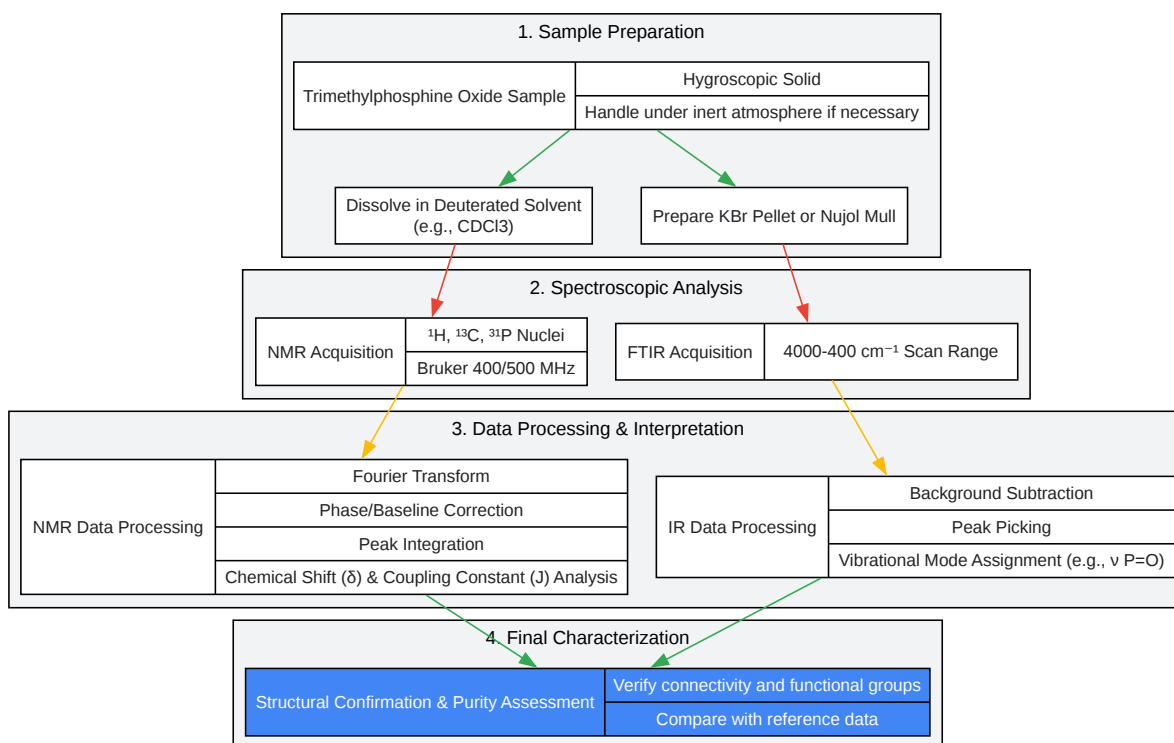 1. Sample Preparation
Trimethylphosphine Oxide Sample
Hygroscopic Solid
Handle under inert atmosphere if necessary
Dissolve in Deuterated Solvent
(e.g., CDCl3)
Prepare KBr Pellet or Nujol Mull
2. Spectroscopic Analysis
NMR Acquisition
¹H, ¹³C, ³¹P Nuclei
Bruker 400/500 MHz
FTIR Acquisition
4000-400 cm⁻¹ Scan Range
3. Data Processing & Interpretation
NMR Data Processing
Fourier Transform
Phase/Baseline Correction
Peak Integration
Chemical Shift (δ) & Coupling Constant (J) Analysis
IR Data Processing
Background Subtraction
Peak Picking
Vibrational Mode Assignment (e.g., ν P=O)
4. Final Characterization
Structural Confirmation & Purity Assessment
Verify connectivity and functional groups
Compare with reference data